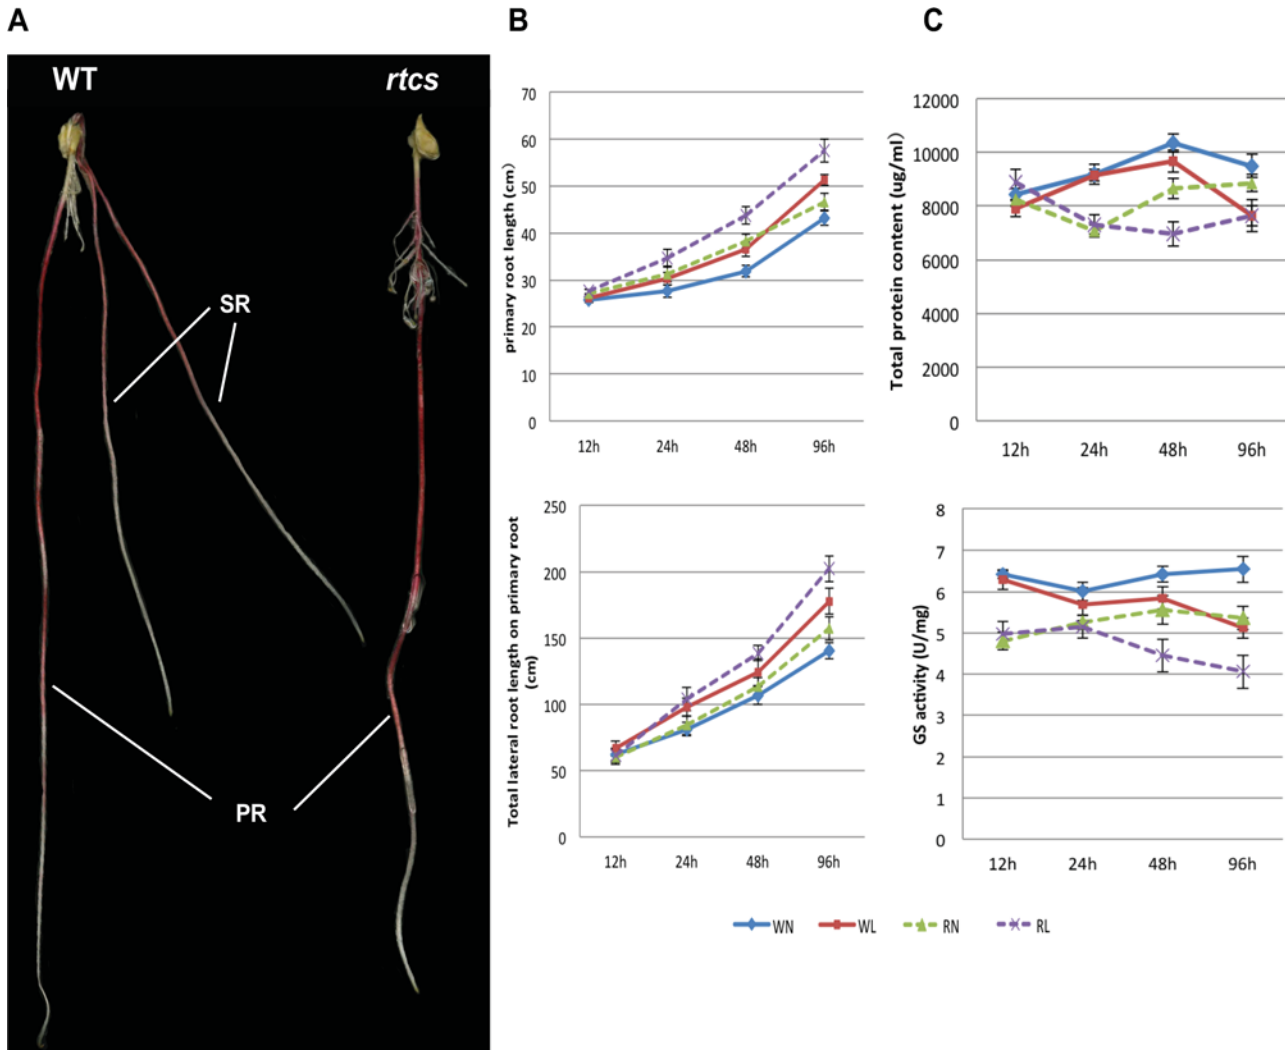 A
B
C
WT
rtcs
SR
PR
primary root length (cm)
70
60
50
40
30
20
10
0
12h
24h
48h
96h
Total protein content (ug/ml)
12000
10000
8000
6000
4000
2000
0
12h
24h
48h
96h
Total lateral root length on primary root
(cm)
250
200
150
100
50
0
12h
24h
48h
96h
GS activity (U/mg)
8
7
6
5
4
3
2
1
0
12h
24h
48h
96h
WN
WL
RN
RL